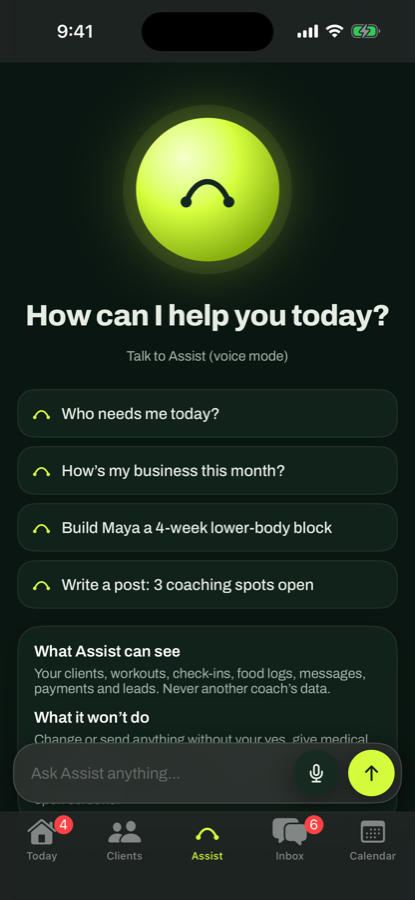 9:41
How can I help you today?
Talk to Assist (voice mode)
Who needs me today?
How's my business this month?
Build Maya a 4-week lower-body block
Write a post: 3 coaching spots open
What Assist can see
Your clients, workouts, check-ins, food logs, messages,
payments and leads. Never another coach's data.
What it won't do
Change or send anything without your yes, give medical
Ask Assist anything...
4
6
Today
Clients
Assist
Inbox
Calendar